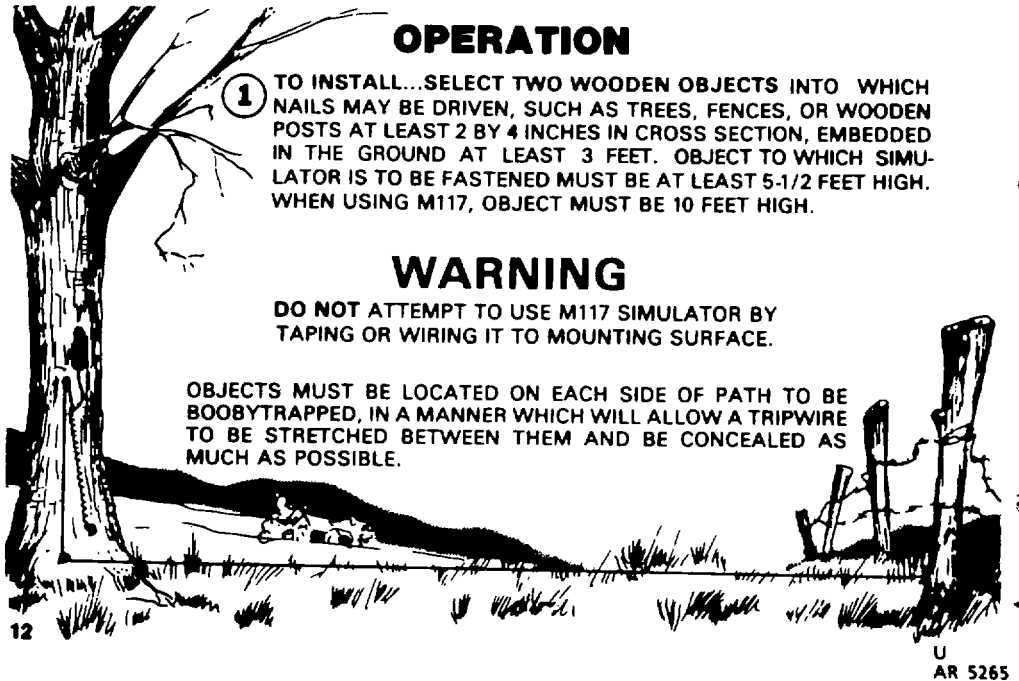 OPERATION
1 TO INSTALL...SELECT TWO WOODEN OBJECTS INTO WHICH
NAILS MAY BE DRIVEN, SUCH AS TREES, FENCES, OR WOODEN
POSTS AT LEAST 2 BY 4 INCHES IN CROSS SECTION, EMBEDDED
IN THE GROUND AT LEAST 3 FEET. OBJECT TO WHICH SIMU-
LATOR IS TO BE FASTENED MUST BE AT LEAST 5-1/2 FEET HIGH.
WHEN USING M117, OBJECT MUST BE 10 FEET HIGH.
WARNING
DO NOT ATTEMPT TO USE M117 SIMULATOR BY
TAPING OR WIRING IT TO MOUNTING SURFACE.
OBJECTS MUST BE LOCATED ON EACH SIDE OF PATH TO BE
BOOBYTRAPPED, IN A MANNER WHICH WILL ALLOW A TRIPWIRE
TO BE STRETCHED BETWEEN THEM AND BE CONCEALED AS
MUCH AS POSSIBLE.
12
U
AR 5265